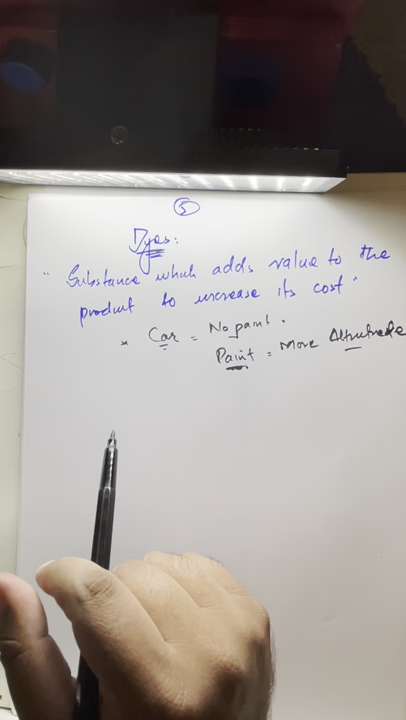 5
Dyes:
"Substance which adds value to the
product to increase its cost"
* Car = No paint.
Paint = More